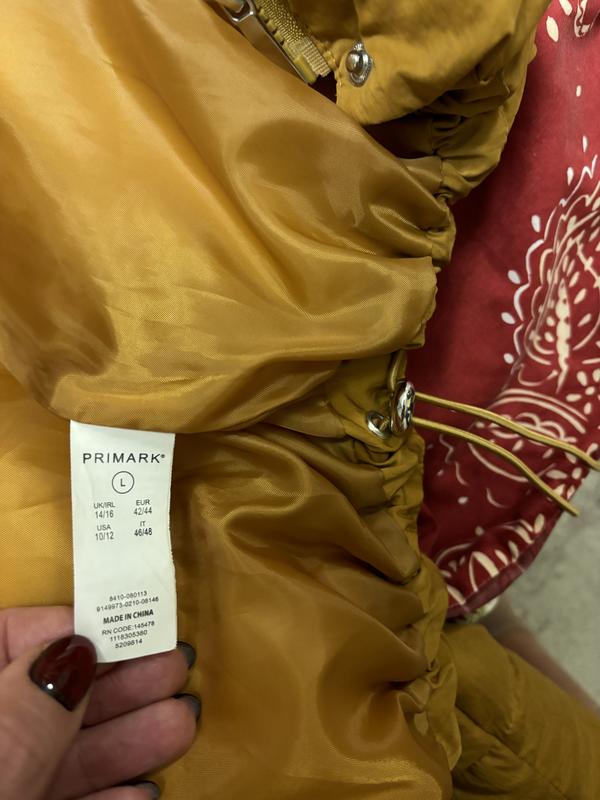 PRIMARK®
L
UK/IRL EUR
14/16 42/44
USA IT
10/12 46/48
8410-080113
9149973-0210-08146
MADE IN CHINA
RN CODE:145478
1118305380
5209814